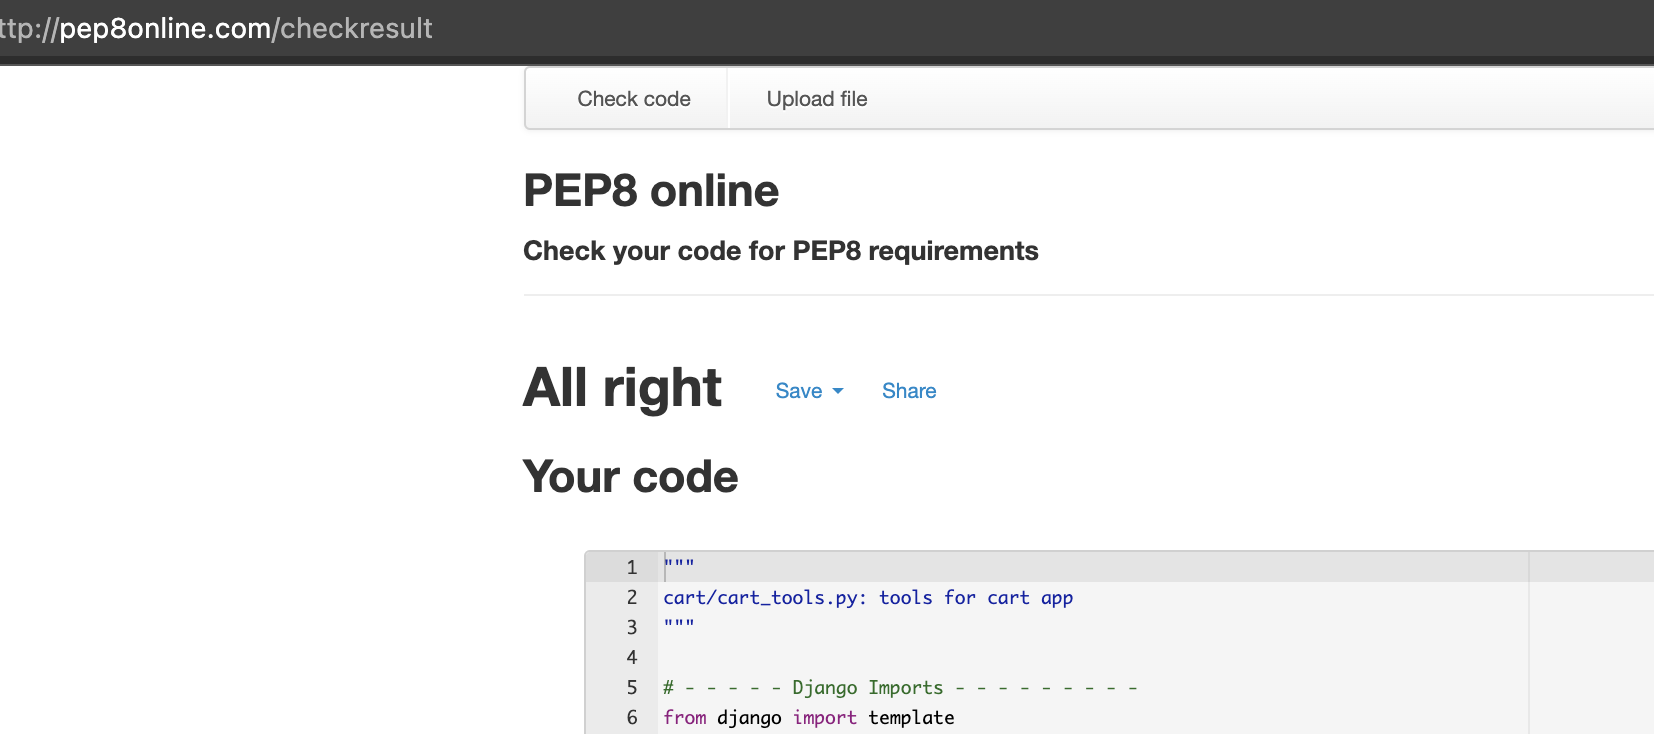 ttp://pep8online.com/checkresult
Check code Upload file
PEP8 online
Check your code for PEP8 requirements
All right Save Share
Your code
1 """
2 cart/cart_tools.py: tools for cart app
3 """
4
5 # - - - - - Django Imports - - - - - - - - -
6 from django import template